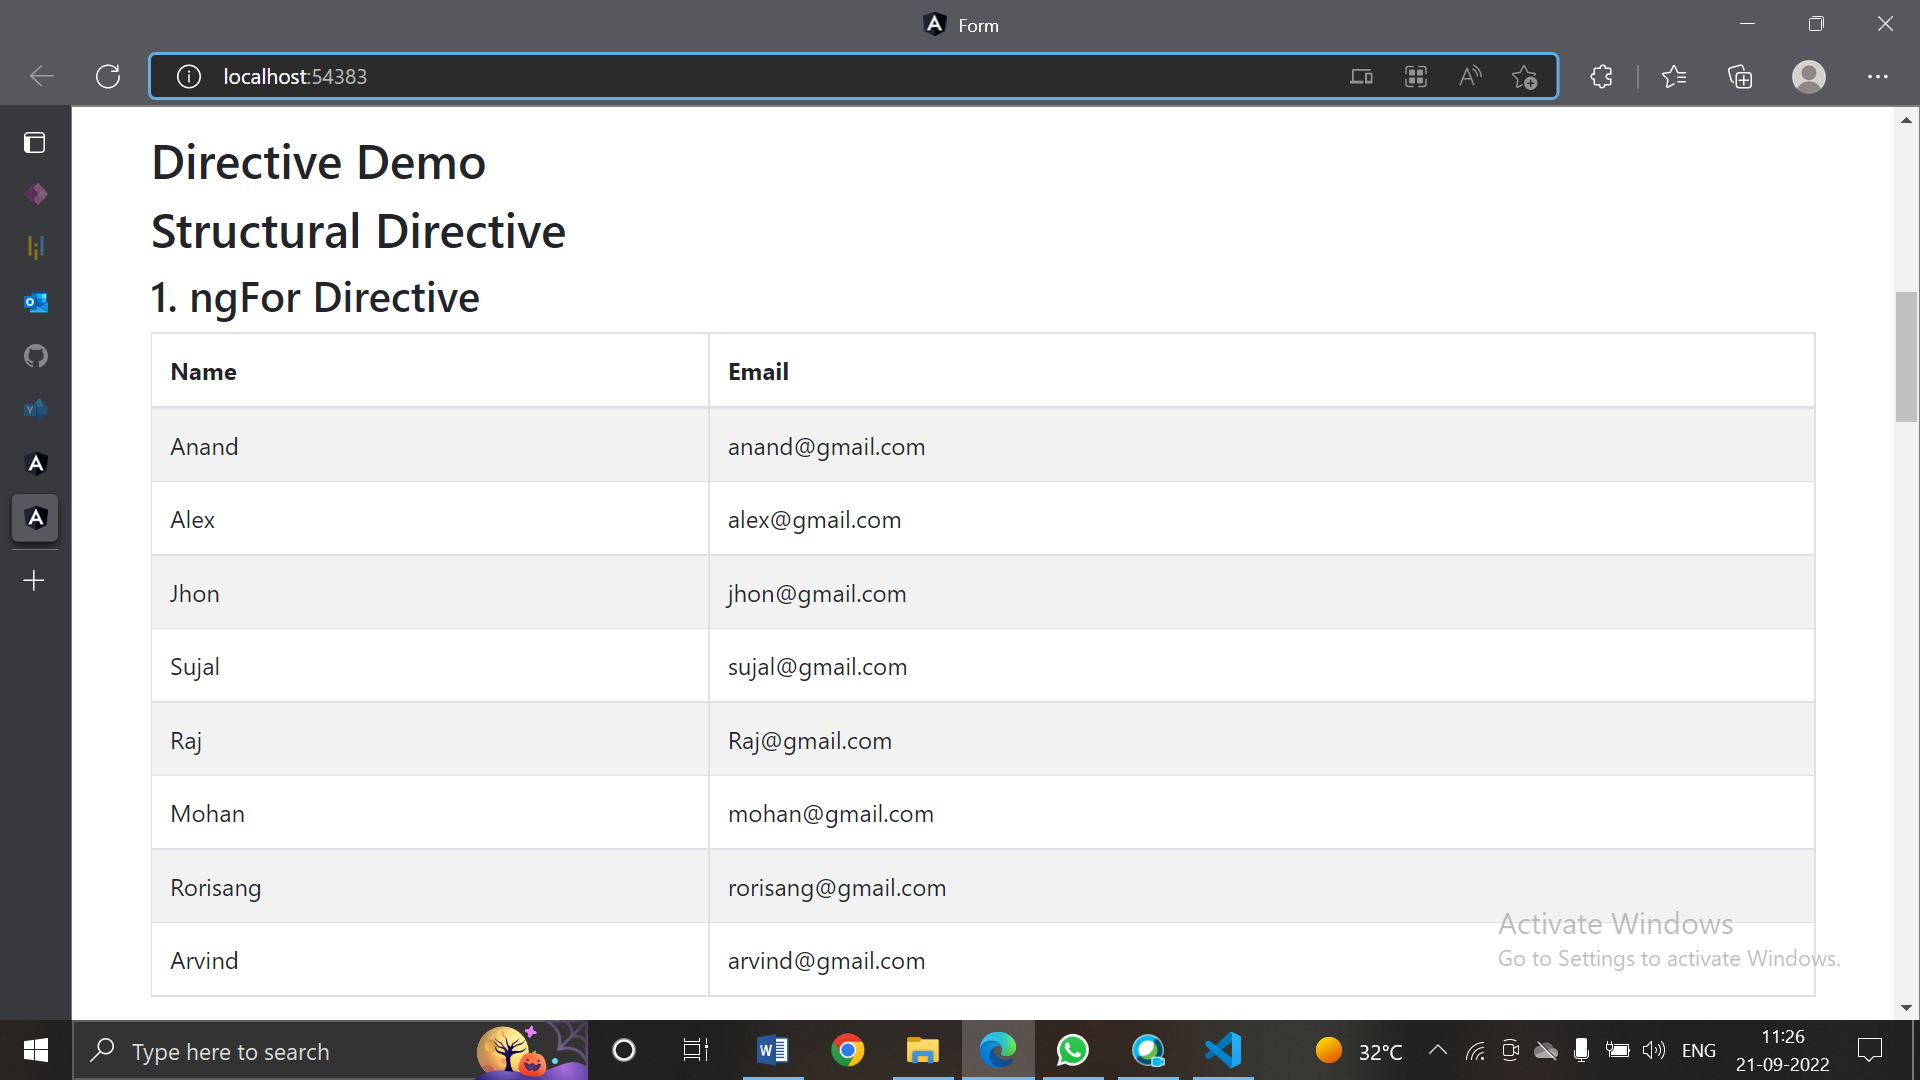 Form
localhost:54383
Directive Demo
Structural Directive
1. ngFor Directive
Name Email
Anand anand@gmail.com
Alex alex@gmail.com
Jhon jhon@gmail.com
Sujal sujal@gmail.com
Raj Raj@gmail.com
Mohan mohan@gmail.com
Rorisang rorisang@gmail.com
Arvind arvind@gmail.com
Activate Windows
Go to Settings to activate Windows.
Type here to search
32°C
ENG
11:26
21-09-2022